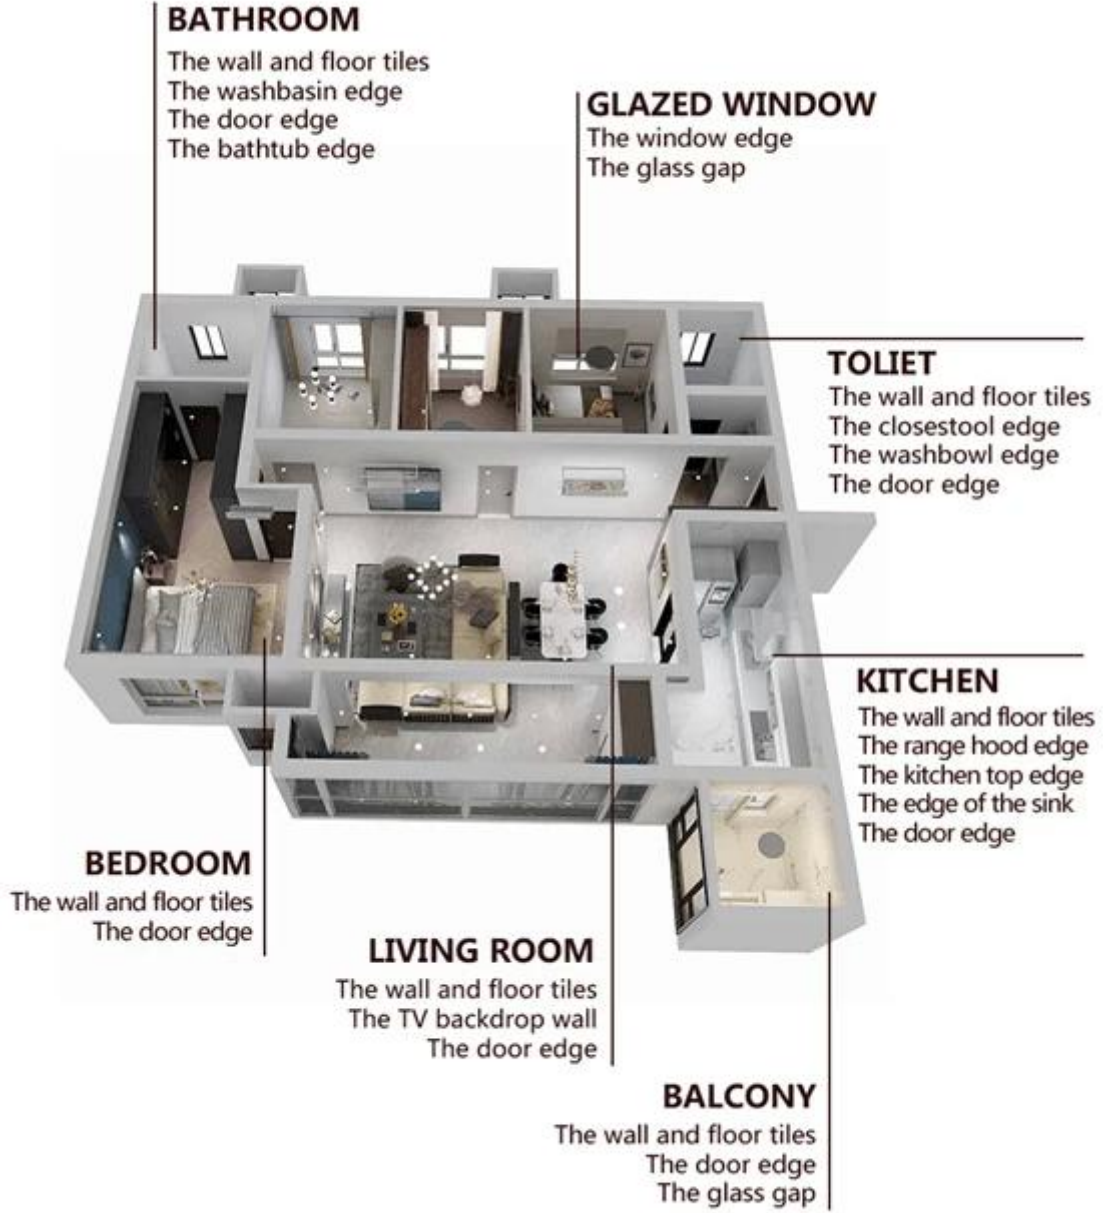 BATHROOM
The wall and floor tiles
The washbasin edge
The door edge
The bathtub edge
GLAZED WINDOW
The window edge
The glass gap
TOLIET
The wall and floor tiles
The closestool edge
The washbowl edge
The door edge
KITCHEN
The wall and floor tiles
The range hood edge
The kitchen top edge
The edge of the sink
The door edge
BEDROOM
The wall and floor tiles
The door edge
LIVING ROOM
The wall and floor tiles
The TV backdrop wall
The door edge
BALCONY
The wall and floor tiles
The door edge
The glass gap